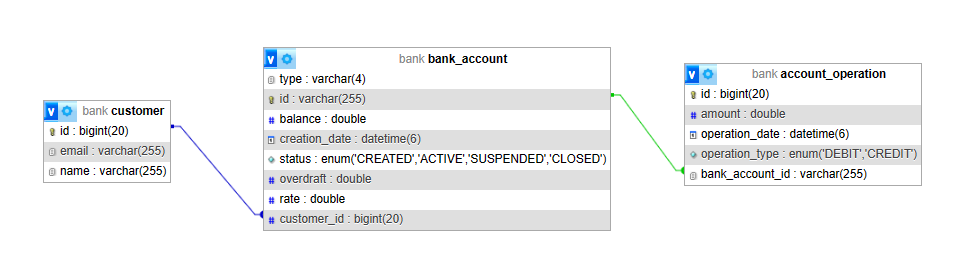 bank customer
id : bigint(20)
email : varchar(255)
name : varchar(255)
bank bank_account
type : varchar(4)
id : varchar(255)
balance : double
creation_date : datetime(6)
status : enum('CREATED','ACTIVE','SUSPENDED','CLOSED')
overdraft : double
rate : double
customer_id : bigint(20)
bank account_operation
id : bigint(20)
amount : double
operation_date : datetime(6)
operation_type : enum('DEBIT','CREDIT')
bank_account_id : varchar(255)